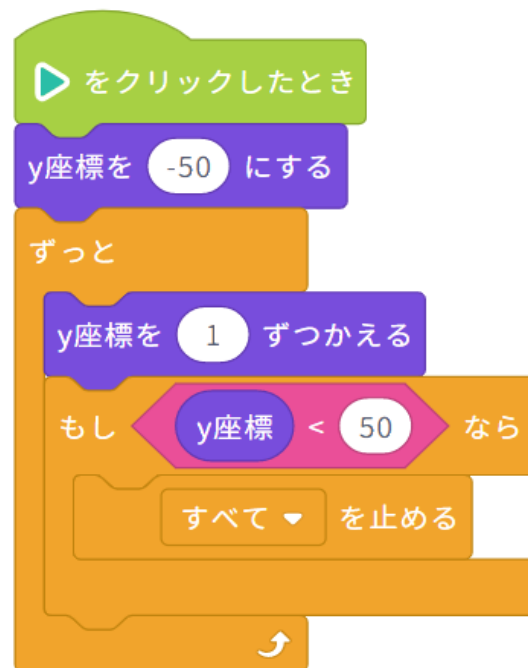 をクリックしたとき
y座標を -50 にする
ずっと
y座標を 1 ずつかえる
もし y座標 < 50 なら
すべて を止める